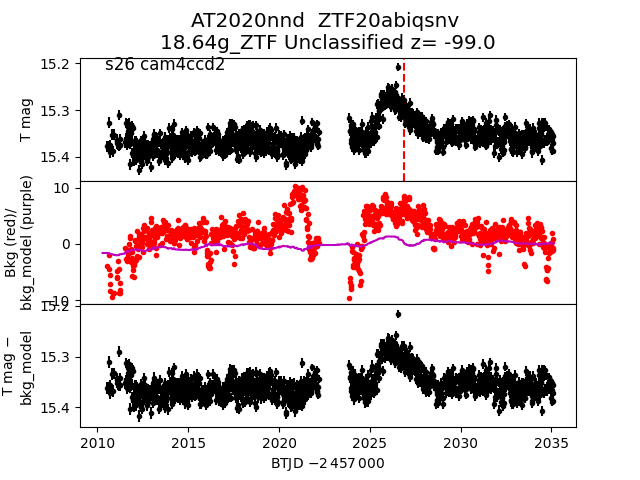 AT2020nnd  ZTF20abiqsnv
18.64g_ZTF Unclassified z= -99.0
s26 cam4ccd2
15.2
15.3
15.4
T mag
10
0
−10
Bkg (red)/
bkg_model (purple)
15.2
15.3
15.4
T mag −
bkg_model
2010 2015 2020 2025 2030 2035
BTJD −2 457 000